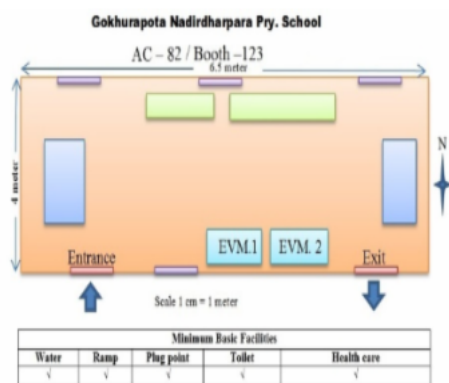 Gokhurapota Nadirdharpara Pry. School
AC – 82 / Booth –123
6.5 meter
4 meter
N
EVM.1 EVM. 2
Entrance Exit
Scale 1 cm = 1 meter
Minimum Basic Facilities
Water Ramp Plug point Toilet Health care
√ √ √ √ √